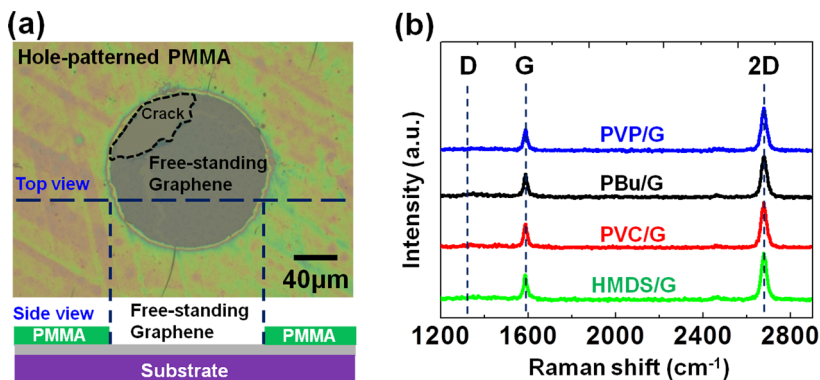 (a)
Hole-patterned PMMA
Crack
Free-standing
Graphene
Top view
40μm
Side view
Free-standing
Graphene
PMMA
PMMA
Substrate
(b)
D
G
2D
PVP/G
PBu/G
PVC/G
HMDS/G
Intensity (a.u.)
1200
1600
2000
2400
2800
Raman shift (cm⁻¹)